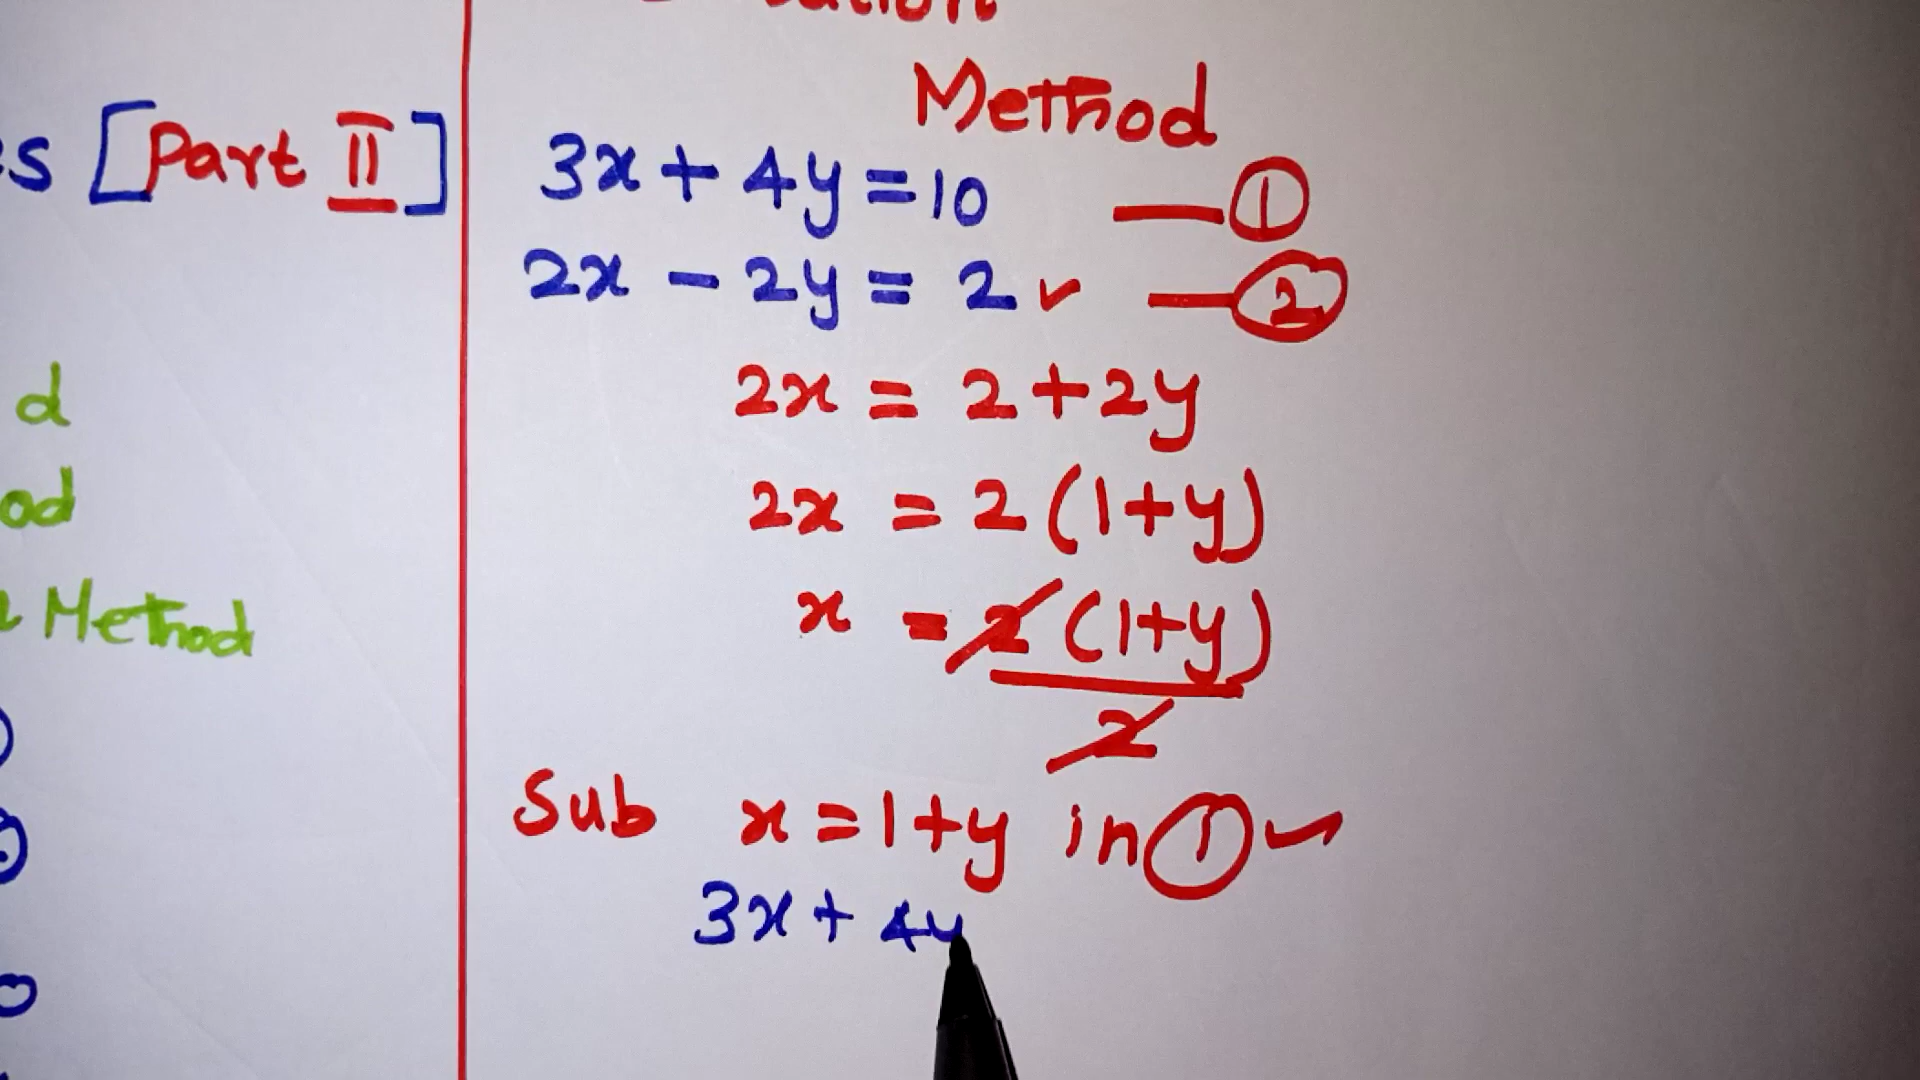 Method
s [Part II]
3x + 4y = 10 — ①
2x - 2y = 2 ✓ — ②
d
2x = 2 + 2y
od
2x = 2 (1+y)
Method
x = 2 (1+y)
2
Sub x = 1+y in ① ✓
3x + 4y